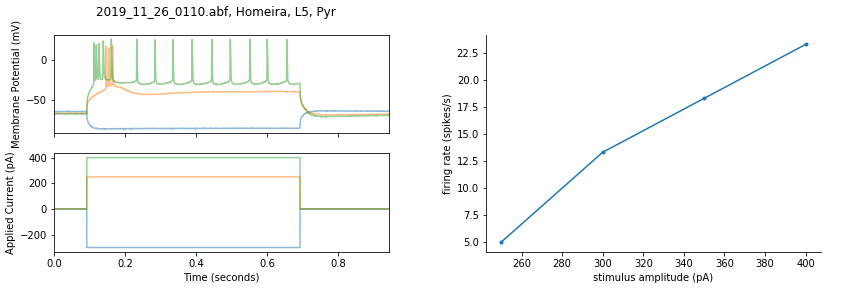 2019_11_26_0110.abf, Homeira, L5, Pyr
Membrane Potential (mV)
0
−50
Applied Current (pA)
400
200
0
−200
0.0 0.2 0.4 0.6 0.8
Time (seconds)
firing rate (spikes/s)
22.5
20.0
17.5
15.0
12.5
10.0
7.5
5.0
260 280 300 320 340 360 380 400
stimulus amplitude (pA)